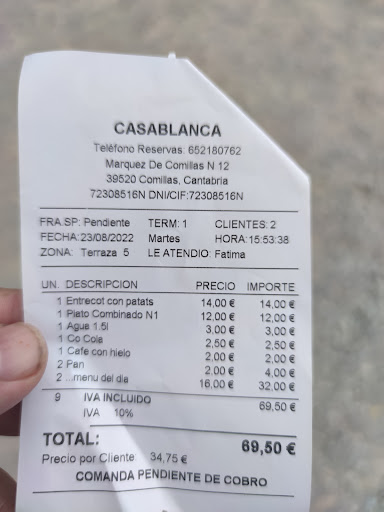 CASABLANCA
Teléfono Reservas: 652180762
Marquez De Comillas N 12
39520 Comillas, Cantabria
72308516N DNI/CIF:72308516N
FRA.SP: Pendiente TERM: 1 CLIENTES: 2
FECHA:23/08/2022 Martes HORA:15:53:38
ZONA: Terraza 5 LE ATENDIO: Fatima
UN. DESCRIPCION PRECIO IMPORTE
1 Entrecot con patats 14,00 € 14,00 €
1 Plato Combinado N1 12,00 € 12,00 €
1 Agua 1.5l 3,00 € 3,00 €
1 Co Cola 2,50 € 2,50 €
1 Cafe con hielo 2,00 € 2,00 €
2 Pan 2,00 € 4,00 €
2 ...menu del dia 16,00 € 32,00 €
9 IVA INCLUIDO 69,50 €
IVA 10%
TOTAL: 69,50 €
Precio por Cliente: 34,75 €
COMANDA PENDIENTE DE COBRO